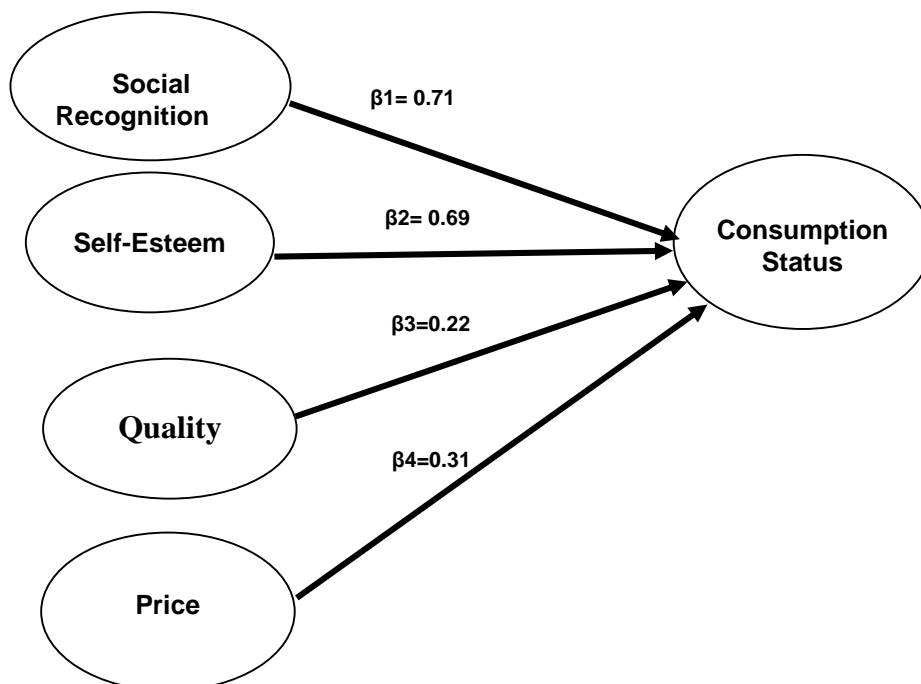 Social
Recognition
β1= 0.71
Self-Esteem
β2= 0.69
Consumption
Status
β3=0.22
Quality
β4=0.31
Price